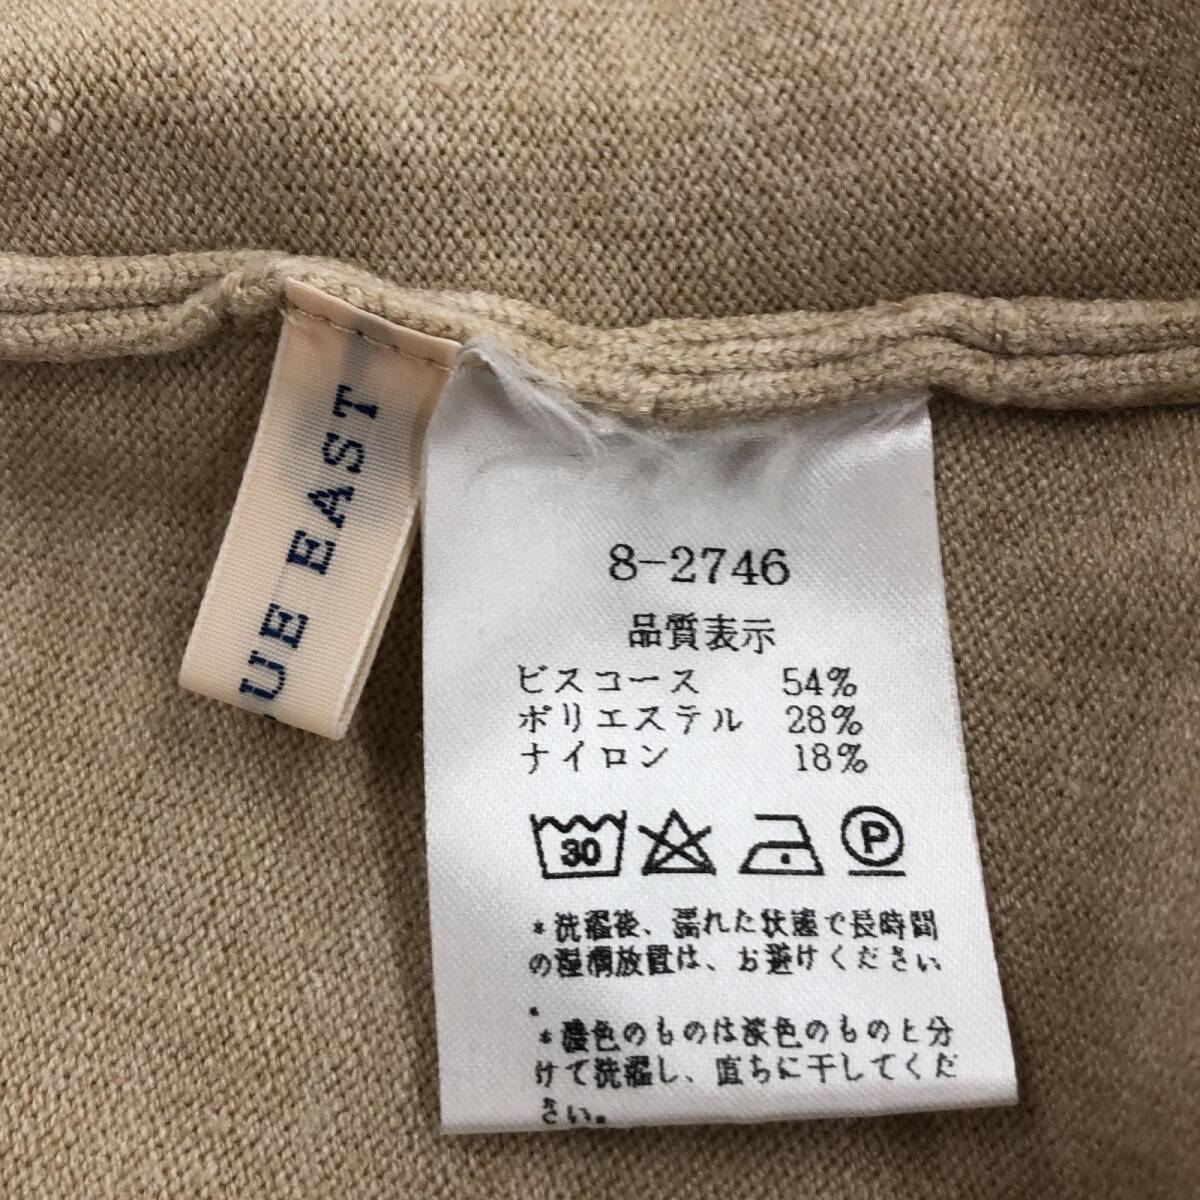 UE EAST
8-2746
品質表示
ビスコース 54%
ポリエステル 28%
ナイロン 18%
30
P
*洗濯後、濡れた状態で長時間
の湿潤放置は、お避けください
.
*濃色のものは淡色のものと分
けて洗濯し、直ちに干してくだ
さい。